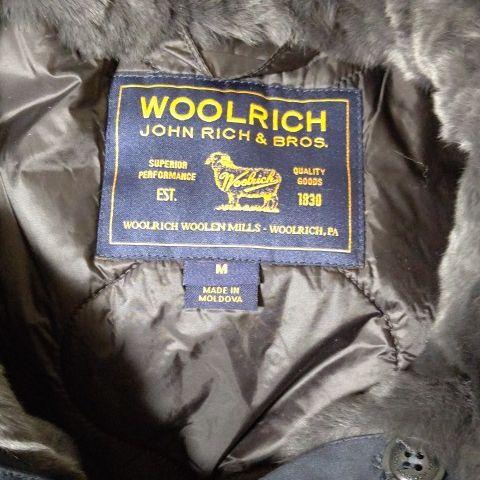 WOOLRICH
JOHN RICH & BROS.
SUPERIOR PERFORMANCE
EST.
Woolrich
QUALITY GOODS
1830
WOOLRICH WOOLEN MILLS - WOOLRICH, PA
M
MADE IN
MOLDOVA